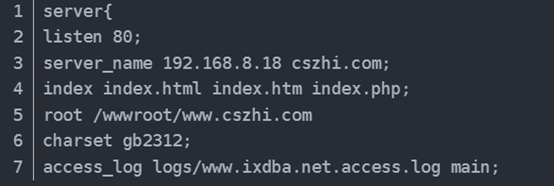 1 server{
2 listen 80;
3 server_name 192.168.8.18 cszhi.com;
4 index index.html index.htm index.php;
5 root /wwwroot/www.cszhi.com
6 charset gb2312;
7 access_log logs/www.ixdba.net.access.log main;